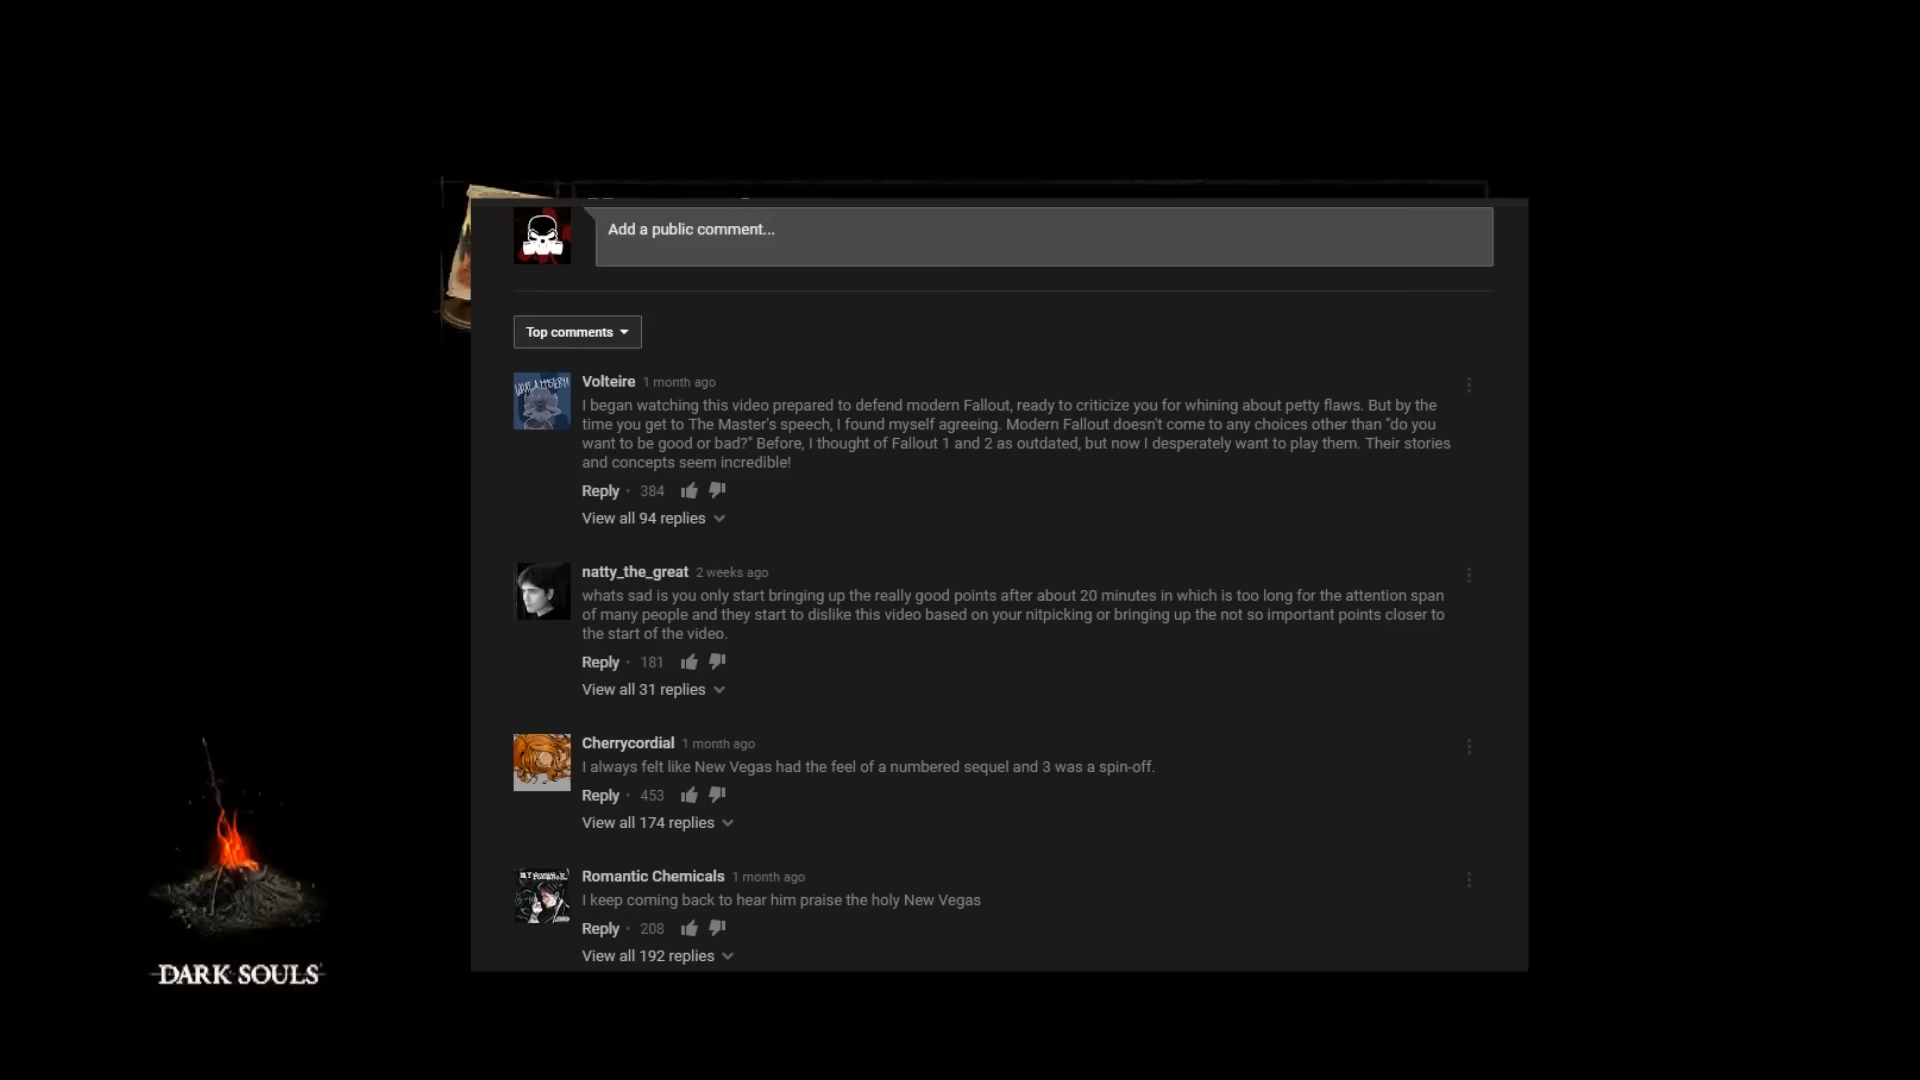 Add a public comment...
Top comments
Volteire 1 month ago
I began watching this video prepared to defend modern Fallout, ready to criticize you for whining about petty flaws. But by the
time you get to The Master's speech, I found myself agreeing. Modern Fallout doesn't come to any choices other than "do you
want to be good or bad?" Before, I thought of Fallout 1 and 2 as outdated, but now I desperately want to play them. Their stories
and concepts seem incredible!
Reply · 384
View all 94 replies
natty_the_great 2 weeks ago
whats sad is you only start bringing up the really good points after about 20 minutes in which is too long for the attention span
of many people and they start to dislike this video based on your nitpicking or bringing up the not so important points closer to
the start of the video.
Reply · 181
View all 31 replies
Cherrycordial 1 month ago
I always felt like New Vegas had the feel of a numbered sequel and 3 was a spin-off.
Reply · 453
View all 174 replies
Romantic Chemicals 1 month ago
I keep coming back to hear him praise the holy New Vegas
Reply · 208
View all 192 replies
DARK SOULS